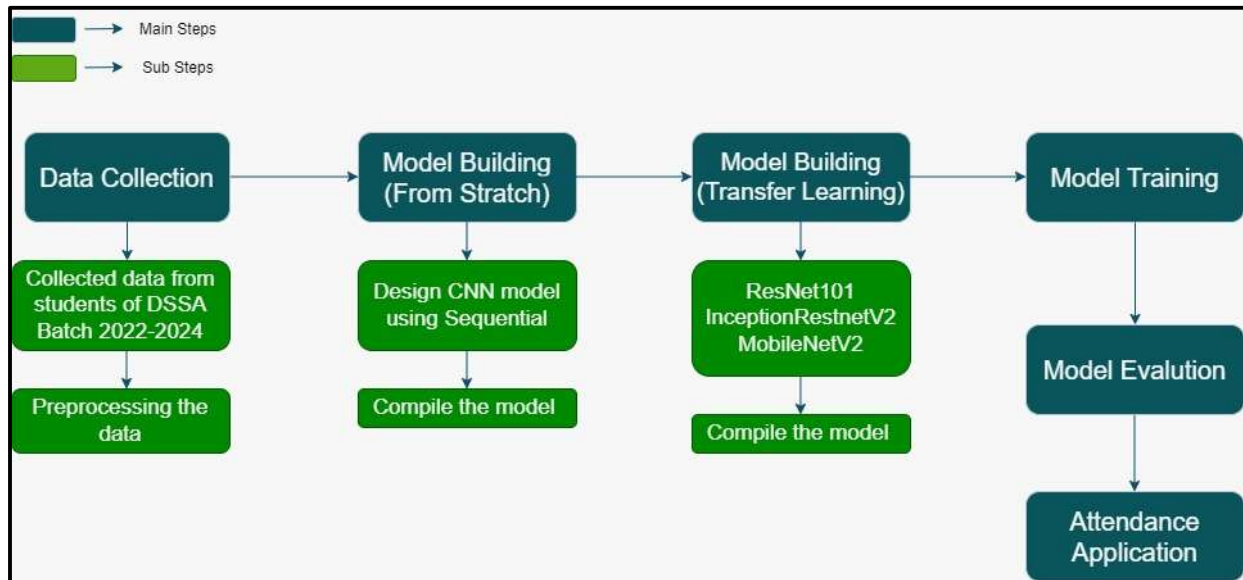 Main Steps
Sub Steps
Data Collection
Model Building
(From Stratch)
Model Building
(Transfer Learning)
Model Training
Collected data from
students of DSSA
Batch 2022-2024
Design CNN model
using Sequential
ResNet101
InceptionRestnetV2
MobileNetV2
Model Evalution
Preprocessing the
data
Compile the model
Compile the model
Attendance
Application